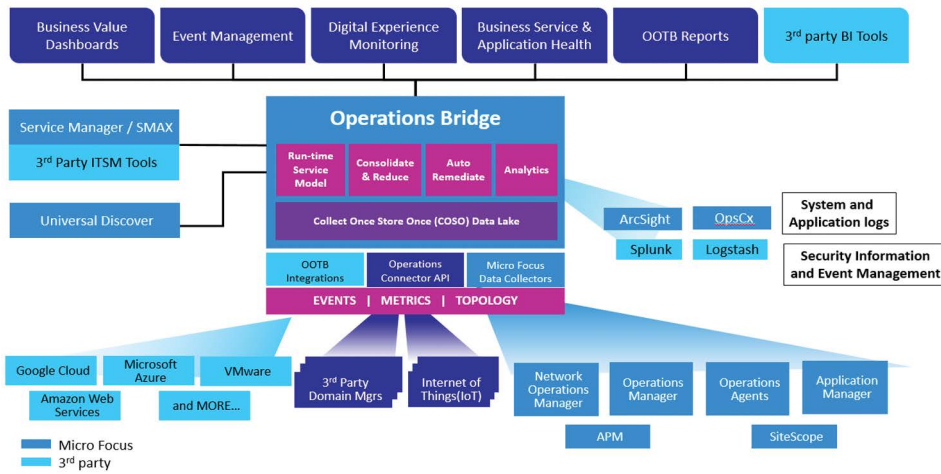 Business Value
Dashboards
Event Management
Digital Experience
Monitoring
Business Service &
Application Health
OOTB Reports
3rd party BI Tools
Operations Bridge
Service Manager / SMAX
3rd Party ITSM Tools
Universal Discover
Run-time
Service
Model
Consolidate
& Reduce
Auto
Remediate
Analytics
Collect Once Store Once (COSO) Data Lake
ArcSight
OpsCx
Splunk
Logstash
System and
Application logs
Security Information
and Event Management
OOTB
Integrations
Operations
Connector API
Micro Focus
Data Collectors
EVENTS | METRICS | TOPOLOGY
Google Cloud
Microsoft
Azure
VMware
Amazon Web
Services
and MORE...
3rd Party
Domain Mgrs
Internet of
Things(IoT)
Network
Operations
Manager
Operations
Manager
Operations
Agents
Application
Manager
APM
SiteScope
Micro Focus
3rd party